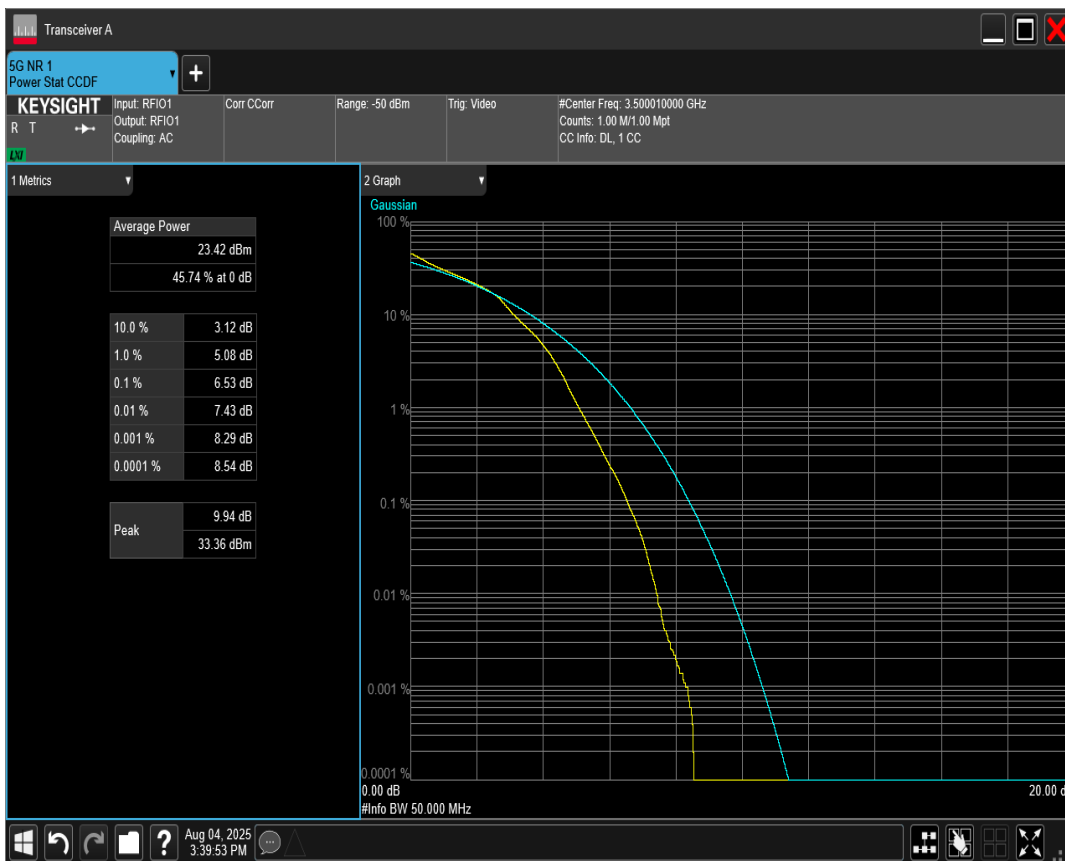 Transceiver A
5G NR 1
Power Stat CCDF
KEYSIGHT
R T
LXI
Input: RFIO1
Output: RFIO1
Coupling: AC
Corr CCorr
Range: -50 dBm
Trig: Video
#Center Freq: 3.500010000 GHz
Counts: 1.00 M/1.00 Mpt
CC Info: DL, 1 CC
1 Metrics
Average Power
23.42 dBm
45.74 % at 0 dB
10.0 % 3.12 dB
1.0 % 5.08 dB
0.1 % 6.53 dB
0.01 % 7.43 dB
0.001 % 8.29 dB
0.0001 % 8.54 dB
Peak
9.94 dB
33.36 dBm
2 Graph
Gaussian
100 %
10 %
1 %
0.1 %
0.01 %
0.001 %
0.0001 %
0.00 dB 20.00 d
#Info BW 50.000 MHz
? Aug 04, 2025
3:39:53 PM